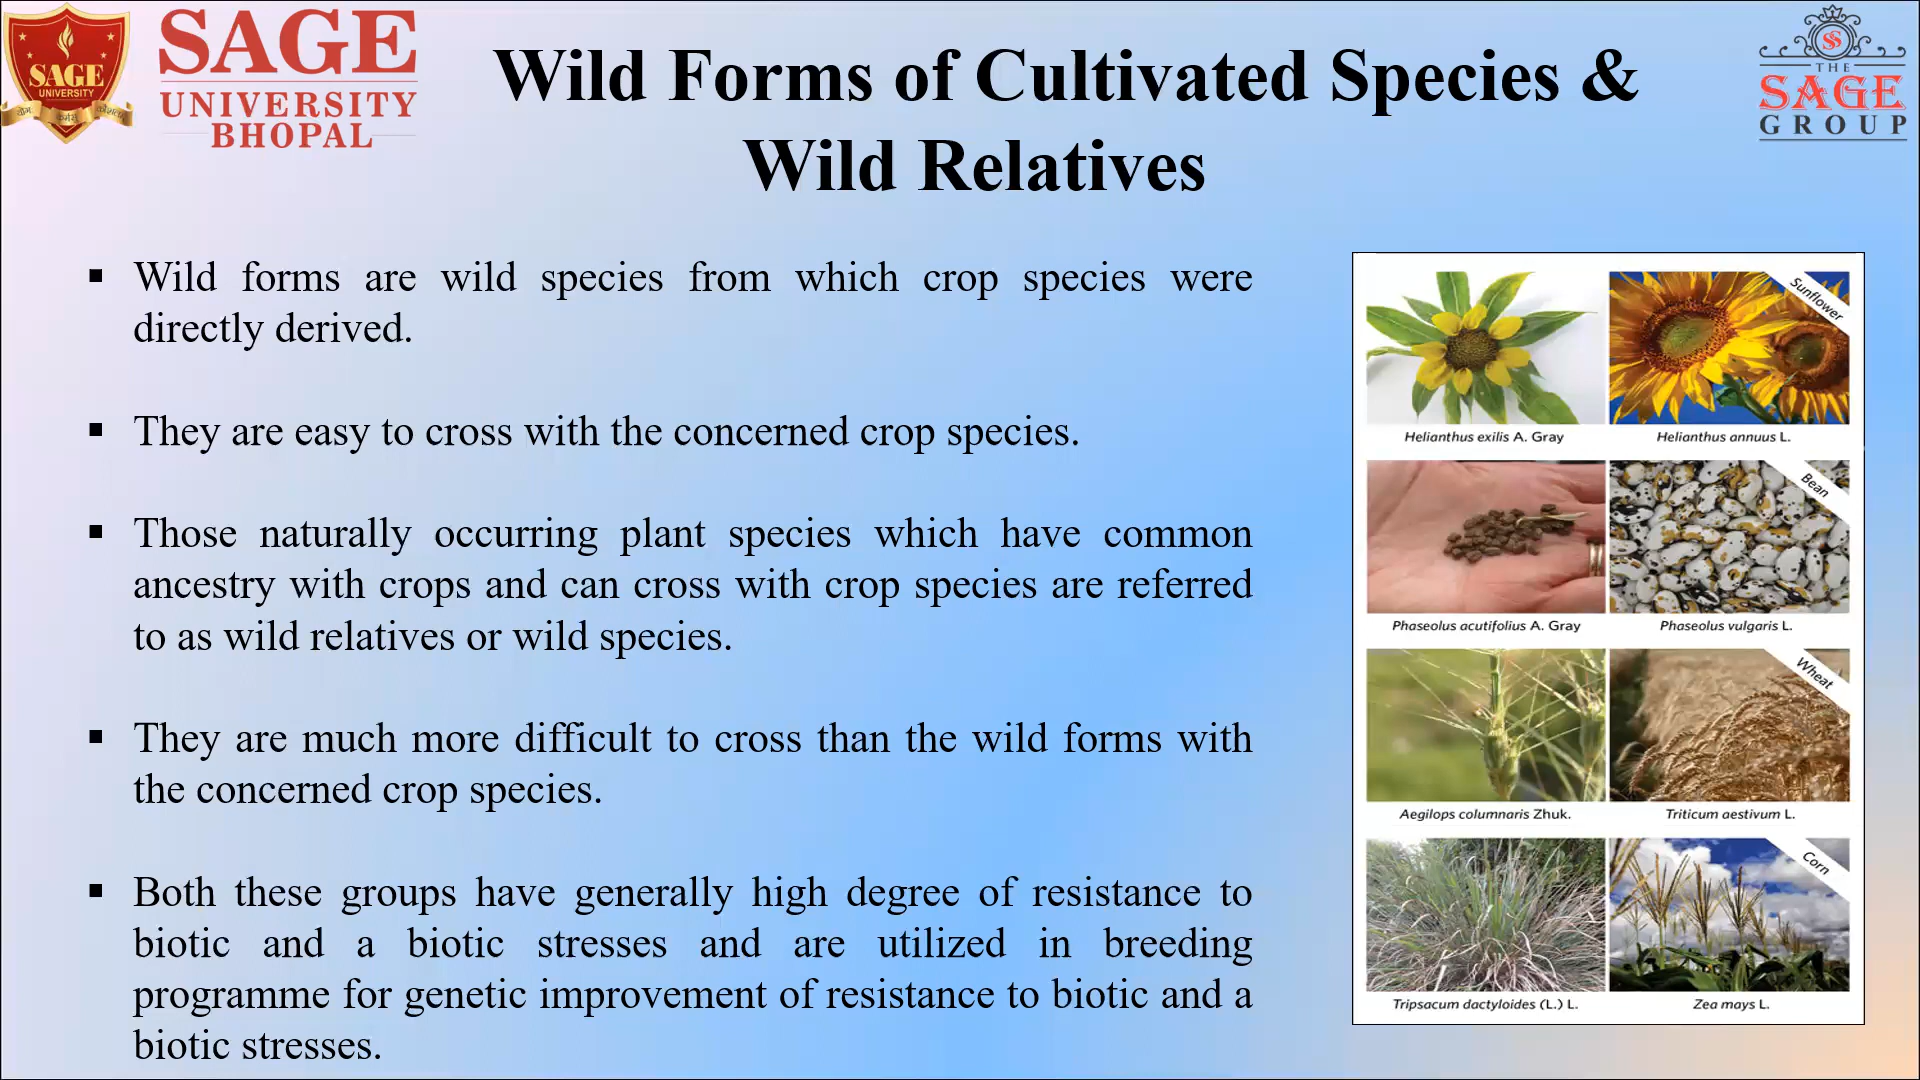 SAGE
UNIVERSITY
SAGE
UNIVERSITY
BHOPAL
Wild Forms of Cultivated Species &
Wild Relatives
THE
SAGE
GROUP
▪ Wild forms are wild species from which crop species were
directly derived.
▪ They are easy to cross with the concerned crop species.
▪ Those naturally occurring plant species which have common
ancestry with crops and can cross with crop species are referred
to as wild relatives or wild species.
▪ They are much more difficult to cross than the wild forms with
the concerned crop species.
▪ Both these groups have generally high degree of resistance to
biotic and a biotic stresses and are utilized in breeding
programme for genetic improvement of resistance to biotic and a
biotic stresses.
Sunflower
Helianthus exilis A. Gray
Helianthus annuus L.
Bean
Phaseolus acutifolius A. Gray
Phaseolus vulgaris L.
Wheat
Aegilops columnaris Zhuk.
Triticum aestivum L.
Corn
Tripsacum dactyloides (L.) L.
Zea mays L.